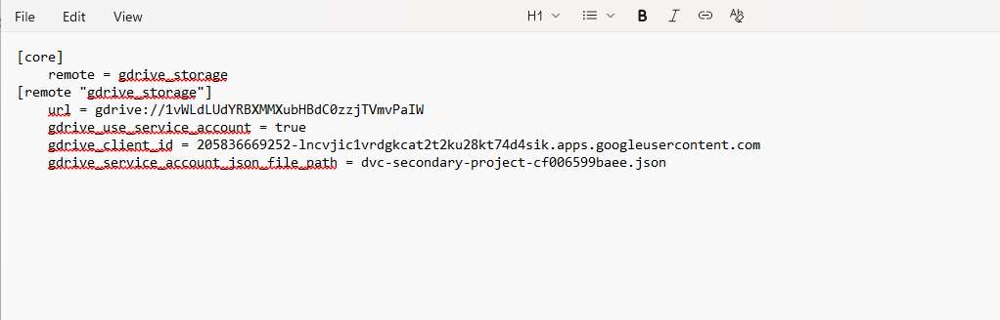 File Edit View H1 B I
[core]
    remote = gdrive_storage
[remote "gdrive_storage"]
    url = gdrive://1vWLdLUdYRBXMMXubHBdC0zzjTVmvPaIW
    gdrive_use_service_account = true
    gdrive_client_id = 205836669252-lncvjic1vrdgkcat2t2ku28kt74d4sik.apps.googleusercontent.com
    gdrive_service_account_json_file_path = dvc-secondary-project-cf006599baee.json